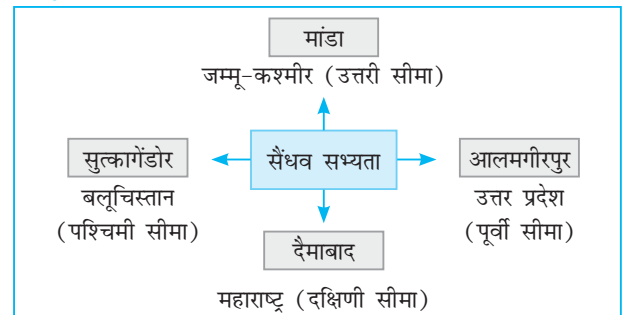 मांडा
जम्मू-कश्मीर (उत्तरी सीमा)
सुत्कागेंडोर
सैंधव सभ्यता
आलमगीरपुर
बलूचिस्तान
(पश्चिमी सीमा)
उत्तर प्रदेश
(पूर्वी सीमा)
दैमाबाद
महाराष्ट्र (दक्षिणी सीमा)